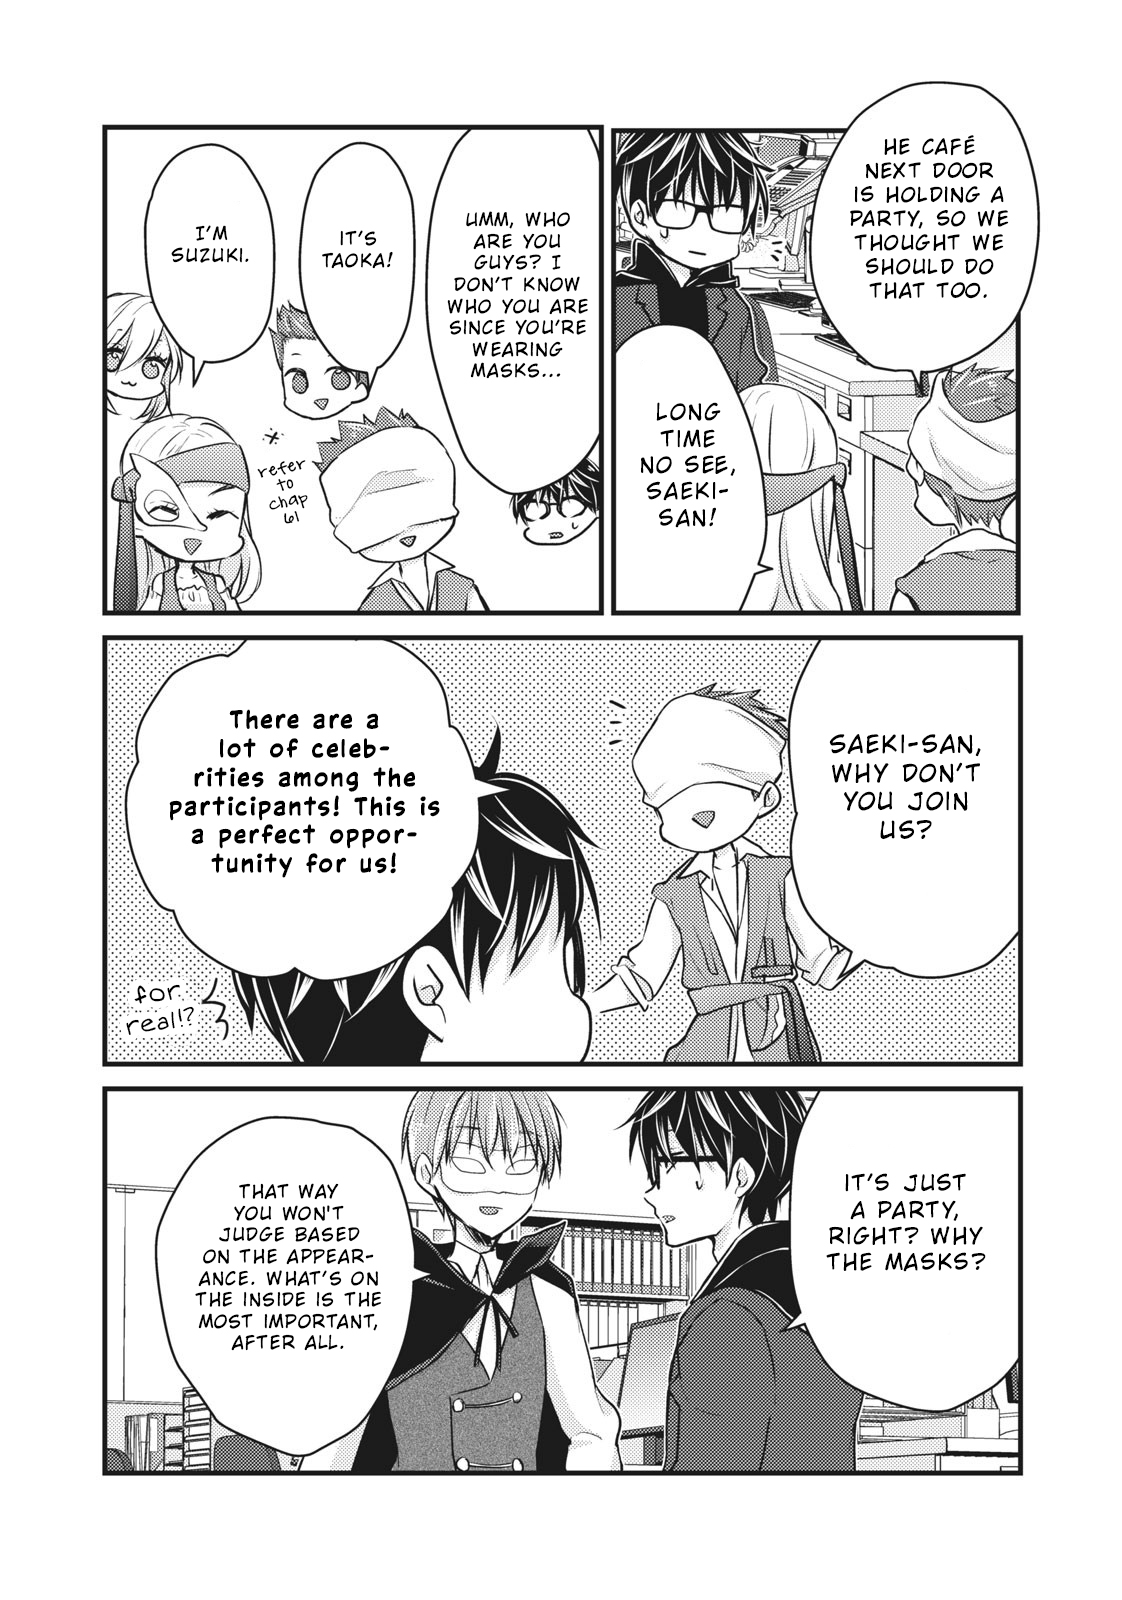 HE CAFÉ
NEXT DOOR
IS HOLDING A
PARTY, SO WE
THOUGHT WE
SHOULD DO
THAT TOO.
LONG
TIME
NO SEE,
SAEKI-
SAN!
UMM, WHO
ARE YOU
GUYS? I
DON'T KNOW
WHO YOU ARE
SINCE YOU'RE
WEARING
MASKS...
IT'S
TAOKA!
I'M
SUZUKI.
refer
to
chap
61
SAEKI-SAN,
WHY DON'T
YOU JOIN
US?
There are a
lot of celeb-
rities among the
participants! This is
a perfect oppor-
tunity for us!
for
real!?
IT'S JUST
A PARTY,
RIGHT? WHY
THE MASKS?
THAT WAY
YOU WON'T
JUDGE BASED
ON THE APPEAR-
ANCE. WHAT'S ON
THE INSIDE IS THE
MOST IMPORTANT,
AFTER ALL.